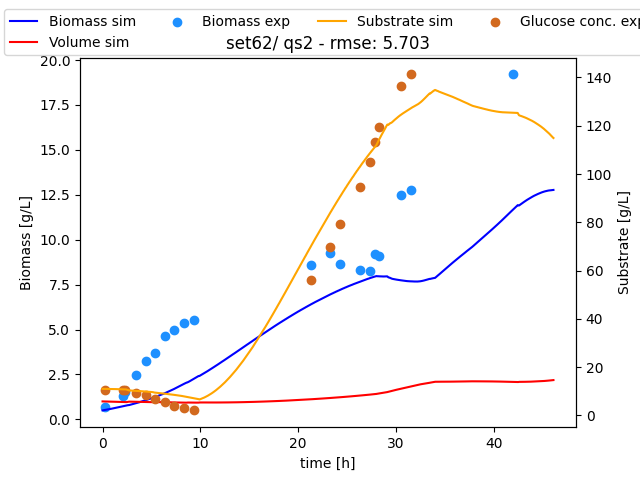 Biomass sim Biomass exp Substrate sim Glucose conc. exp
Volume sim
set62/ qs2 - rmse: 5.703
20.0
17.5
15.0
12.5
10.0
7.5
5.0
2.5
0.0
Biomass [g/L]
140
120
100
80
60
40
20
0
Substrate [g/L]
0 10 20 30 40
time [h]